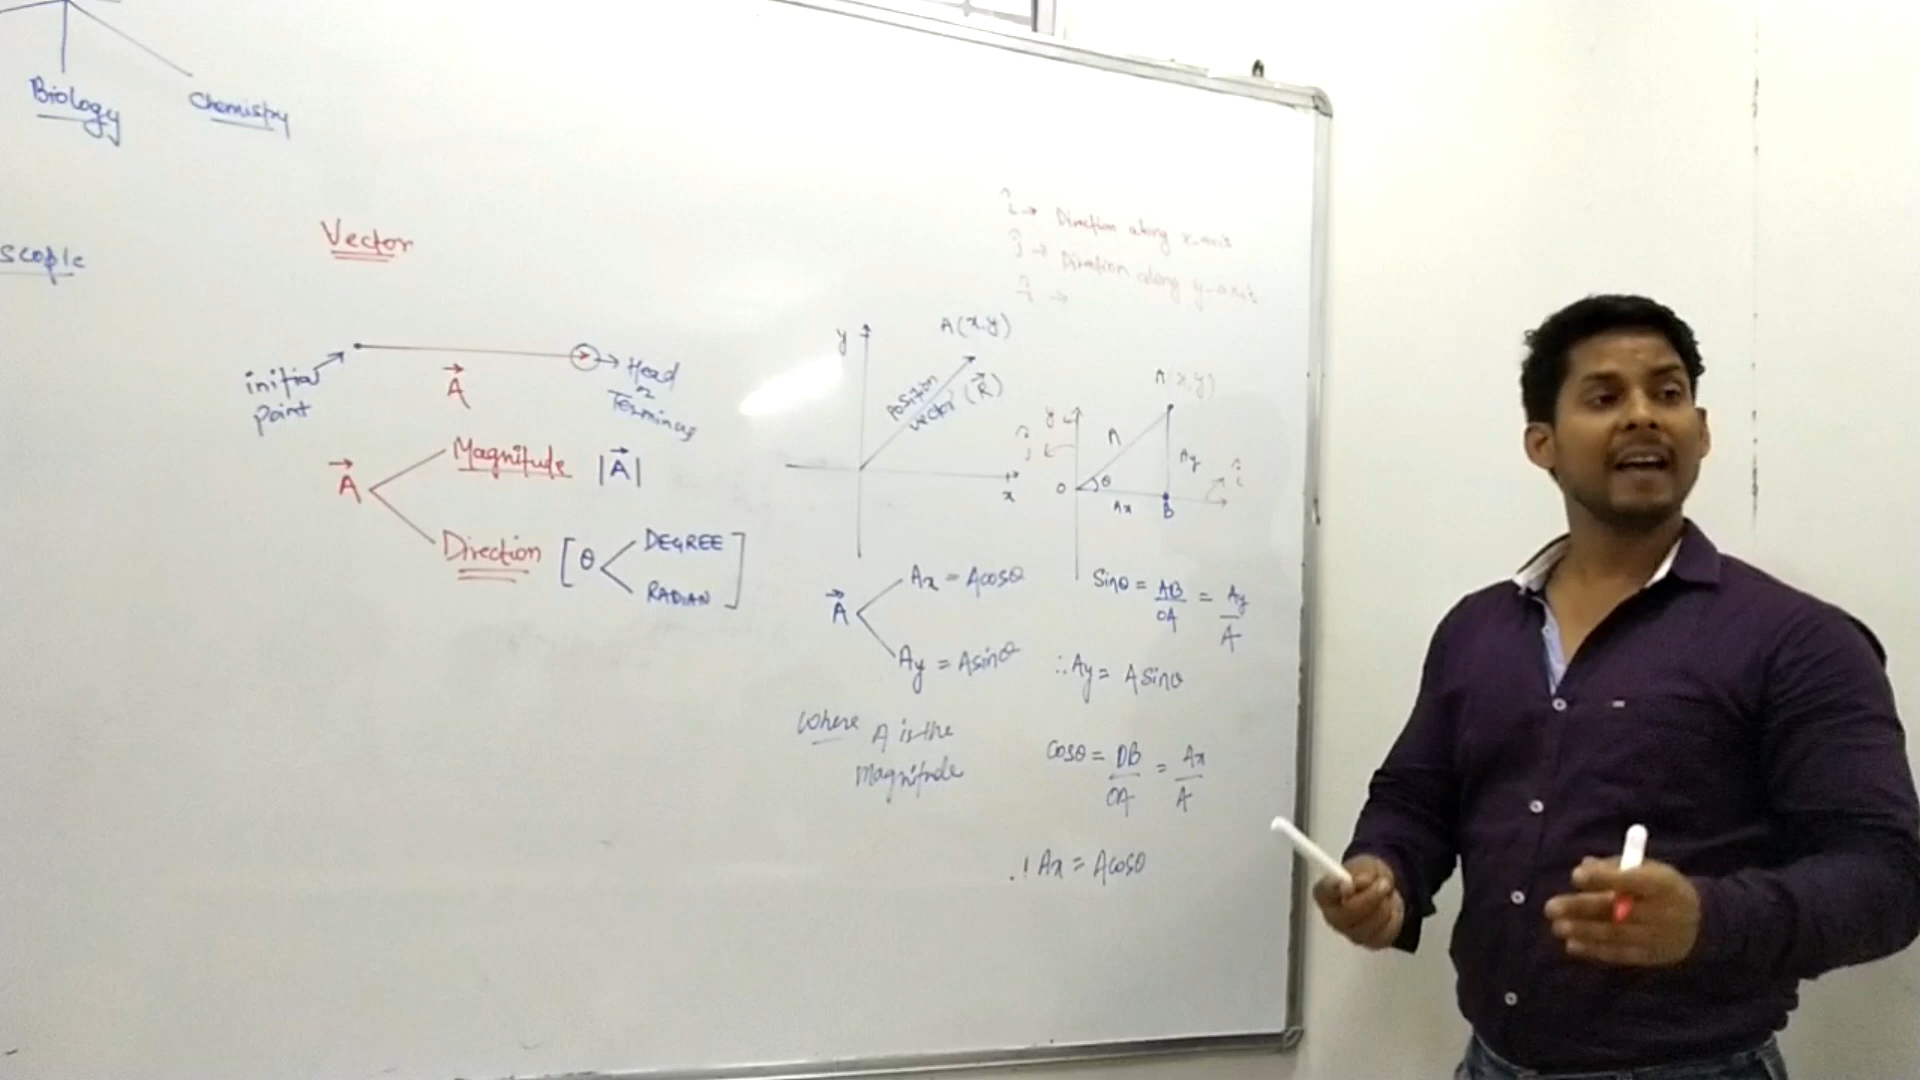 Biology
Chemistry
scopic
Vector
initial
point
A⃗
Head
or
Terminus
A⃗
Magnitude |A⃗|
Direction [θ
DEGREE
RADIAN ]
î → Direction along x-axis
ĵ → Diration along y-axis
→
y
A(x,y)
Position
vector (R⃗)
x
A(x,y)
y
ĵ
A
Ay
O
θ
Ax
B
î
A⃗
Ax = Acosθ
Ay = Asinθ
Where A is the
Magnitude
Sinθ = AB/OA = Ay/A
∴ Ay = A Sinθ
Cosθ = OB/OA = Ax/A
∴ Ax = Acosθ